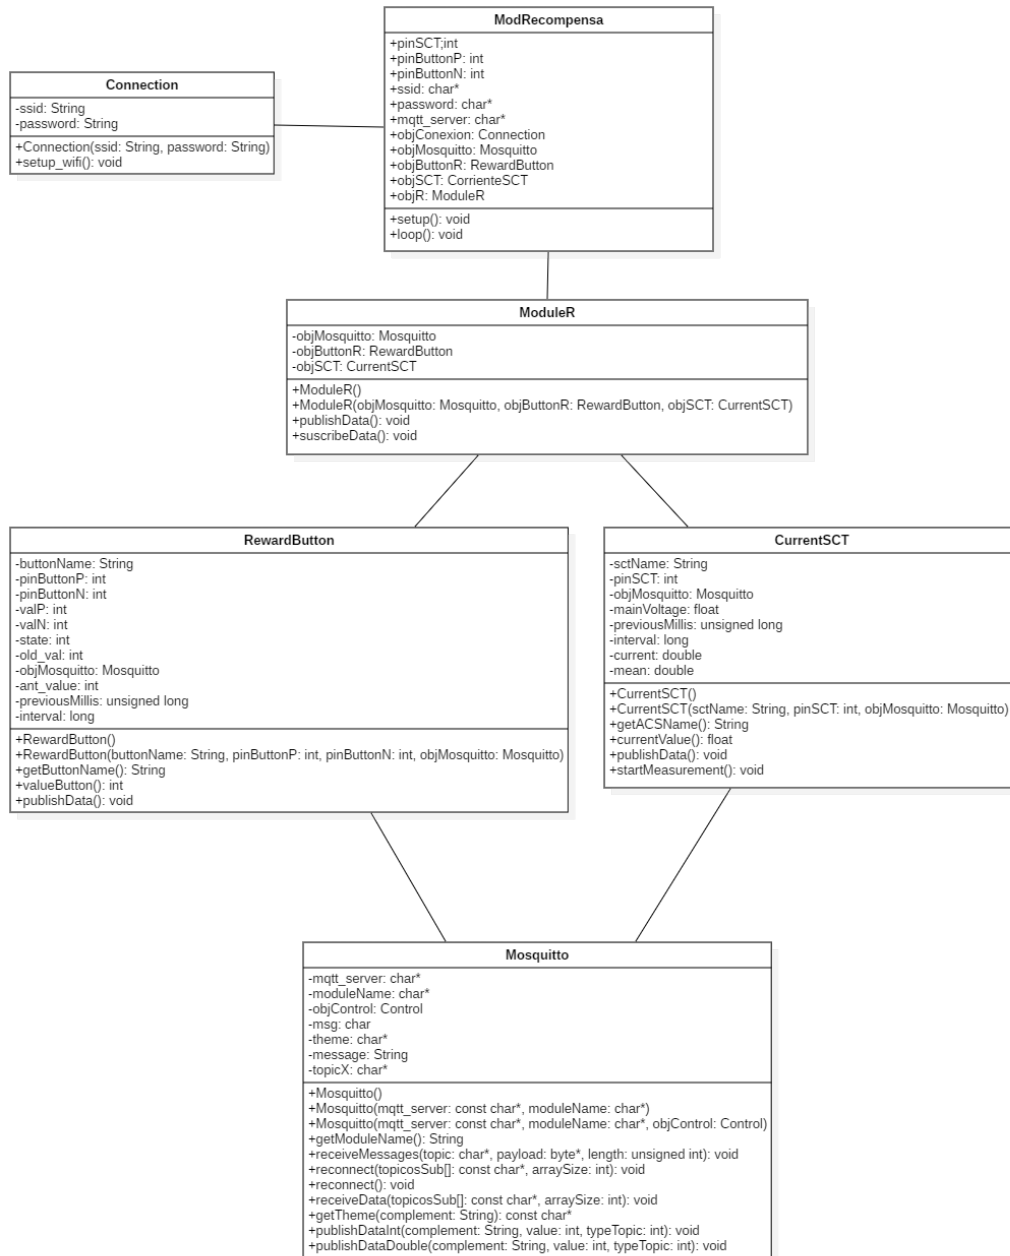 ModRecompensa
+pinSCT;int
+pinButtonP: int
+pinButtonN: int
+ssid: char*
+password: char*
+mqtt_server: char*
+objConexion: Connection
+objMosquitto: Mosquitto
+objButtonR: RewardButton
+objSCT: CorrienteSCT
+objR: ModuleR
+setup(): void
+loop(): void
Connection
-ssid: String
-password: String
+Connection(ssid: String, password: String)
+setup_wifi(): void
ModuleR
-objMosquitto: Mosquitto
-objButtonR: RewardButton
-objSCT: CurrentSCT
+ModuleR()
+ModuleR(objMosquitto: Mosquitto, objButtonR: RewardButton, objSCT: CurrentSCT)
+publishData(): void
+suscribeData(): void
RewardButton
-buttonName: String
-pinButtonP: int
-pinButtonN: int
-valP: int
-valN: int
-state: int
-old_val: int
-objMosquitto: Mosquitto
-ant_value: int
-previousMillis: unsigned long
-interval: long
+RewardButton()
+RewardButton(buttonName: String, pinButtonP: int, pinButtonN: int, objMosquitto: Mosquitto)
+getButtonName(): String
+valueButton(): int
+publishData(): void
CurrentSCT
-sctName: String
-pinSCT: int
-objMosquitto: Mosquitto
-mainVoltage: float
-previousMillis: unsigned long
-interval: long
-current: double
-mean: double
+CurrentSCT()
+CurrentSCT(sctName: String, pinSCT: int, objMosquitto: Mosquitto)
+getACSName(): String
+currentValue(): float
+publishData(): void
+startMeasurement(): void
Mosquitto
-mqtt_server: char*
-moduleName: char*
-objControl: Control
-msg: char
-theme: char*
-message: String
-topicX: char*
+Mosquitto()
+Mosquitto(mqtt_server: const char*, moduleName: char*)
+Mosquitto(mqtt_server: const char*, moduleName: char*, objControl: Control)
+getModuleName(): String
+receiveMessages(topic: char*, payload: byte*, length: unsigned int): void
+reconnect(topicosSub[]: const char*, arraySize: int): void
+reconnect(): void
+receiveData(topicosSub[]: const char*, arraySize: int): void
+getTheme(complement: String): const char*
+publishDataInt(complement: String, value: int, typeTopic: int): void
+publishDataDouble(complement: String, value: int, typeTopic: int): void